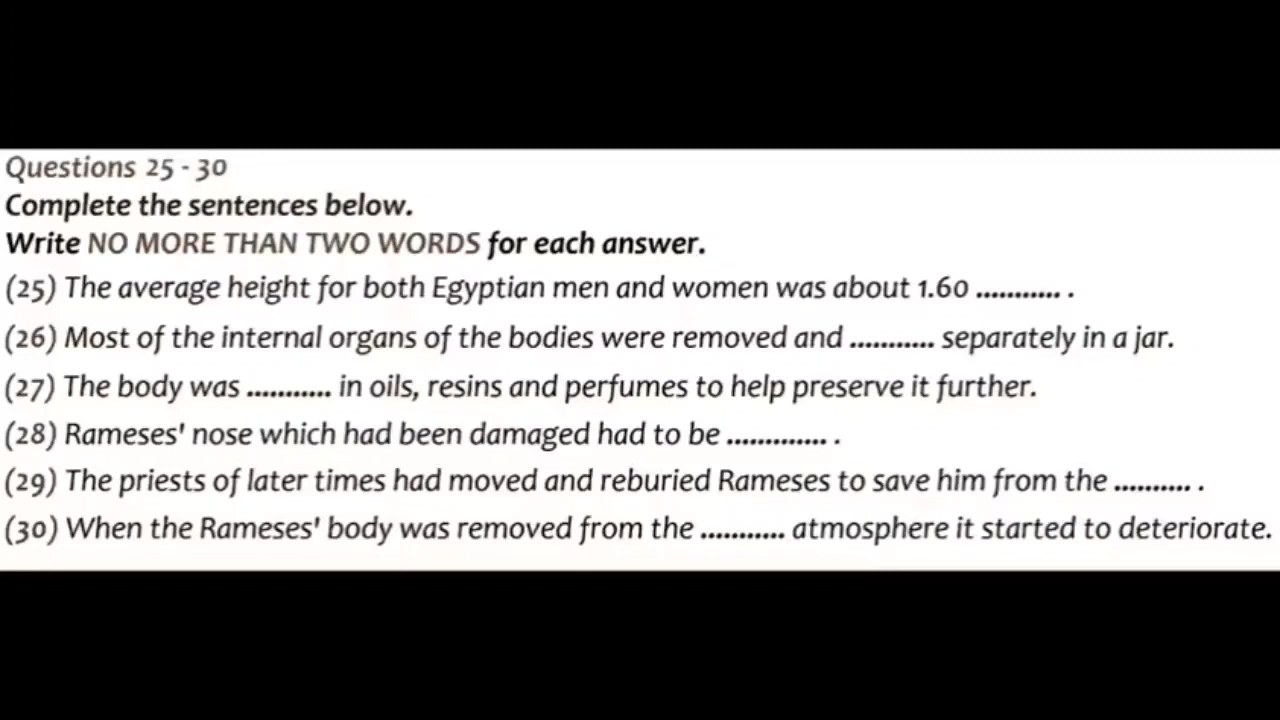 Questions 25 - 30
Complete the sentences below.
Write NO MORE THAN TWO WORDS for each answer.
(25) The average height for both Egyptian men and women was about 1.60 ........... .
(26) Most of the internal organs of the bodies were removed and ........... separately in a jar.
(27) The body was ........... in oils, resins and perfumes to help preserve it further.
(28) Rameses' nose which had been damaged had to be ............. .
(29) The priests of later times had moved and reburied Rameses to save him from the .......... .
(30) When the Rameses' body was removed from the ........... atmosphere it started to deteriorate.